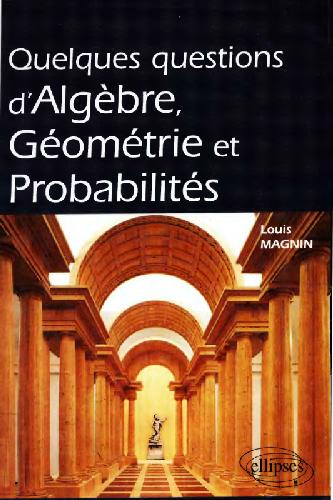 Quelques questions
d'Algèbre,
Géométrie et
Probabilités
Louis
MAGNIN
ellipses